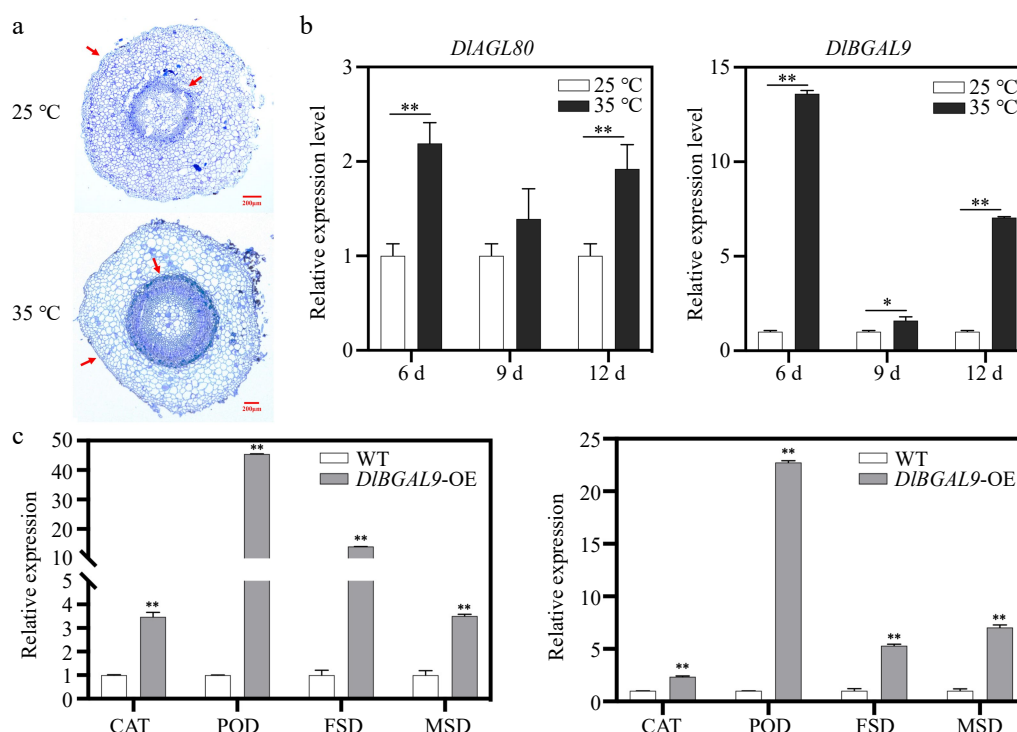 a
25 ℃
200μm
35 ℃
200μm
b
DlAGL80
Relative expression level
3
2
1
0
25 ℃
35 ℃
**
**
6 d
9 d
12 d
DlBGAL9
Relative expression level
15
10
5
0
25 ℃
35 ℃
**
*
**
6 d
9 d
12 d
c
Relative expression
50
40
30
20
10
5
4
3
2
1
0
WT
DlBGAL9-OE
**
**
**
**
CAT
POD
FSD
MSD
Relative expression
25
20
15
10
5
0
WT
DlBGAL9-OE
**
**
**
**
CAT
POD
FSD
MSD